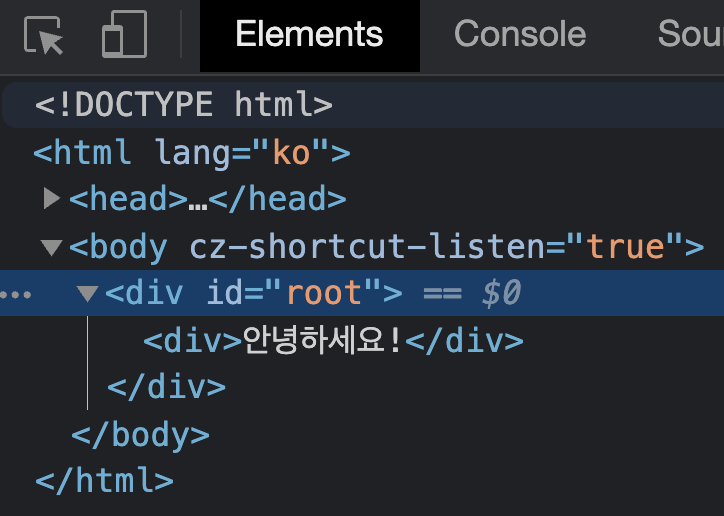 Elements Console Sou
<!DOCTYPE html>
<html lang="ko">
<head>…</head>
<body cz-shortcut-listen="true">
<div id="root"> == $0
<div>안녕하세요!</div>
</div>
</body>
</html>